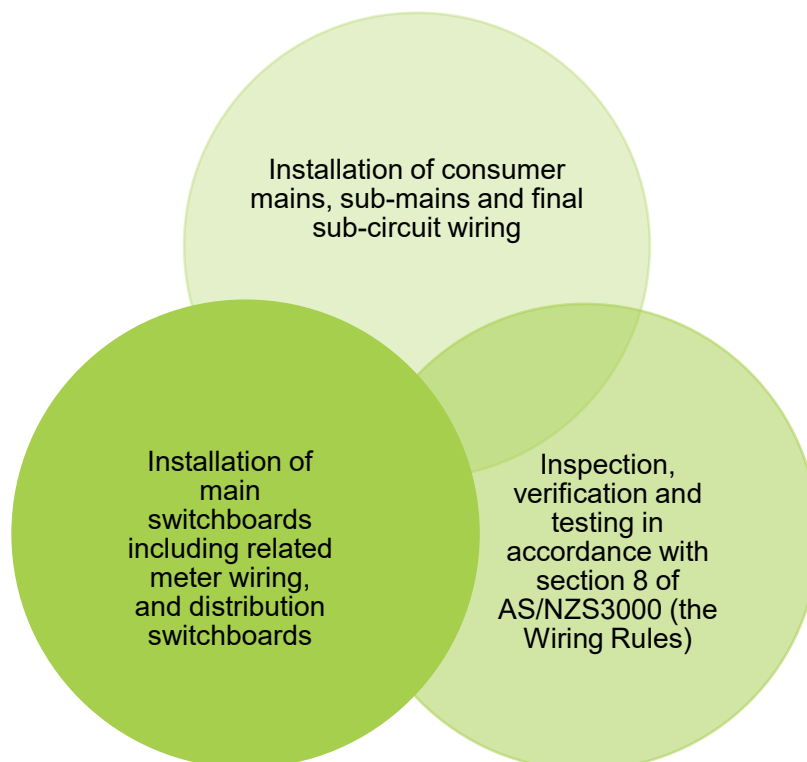 Installation of consumer
mains, sub-mains and final
sub-circuit wiring
Installation of
main
switchboards
including related
meter wiring,
and distribution
switchboards
Inspection,
verification and
testing in
accordance with
section 8 of
AS/NZS3000 (the
Wiring Rules)